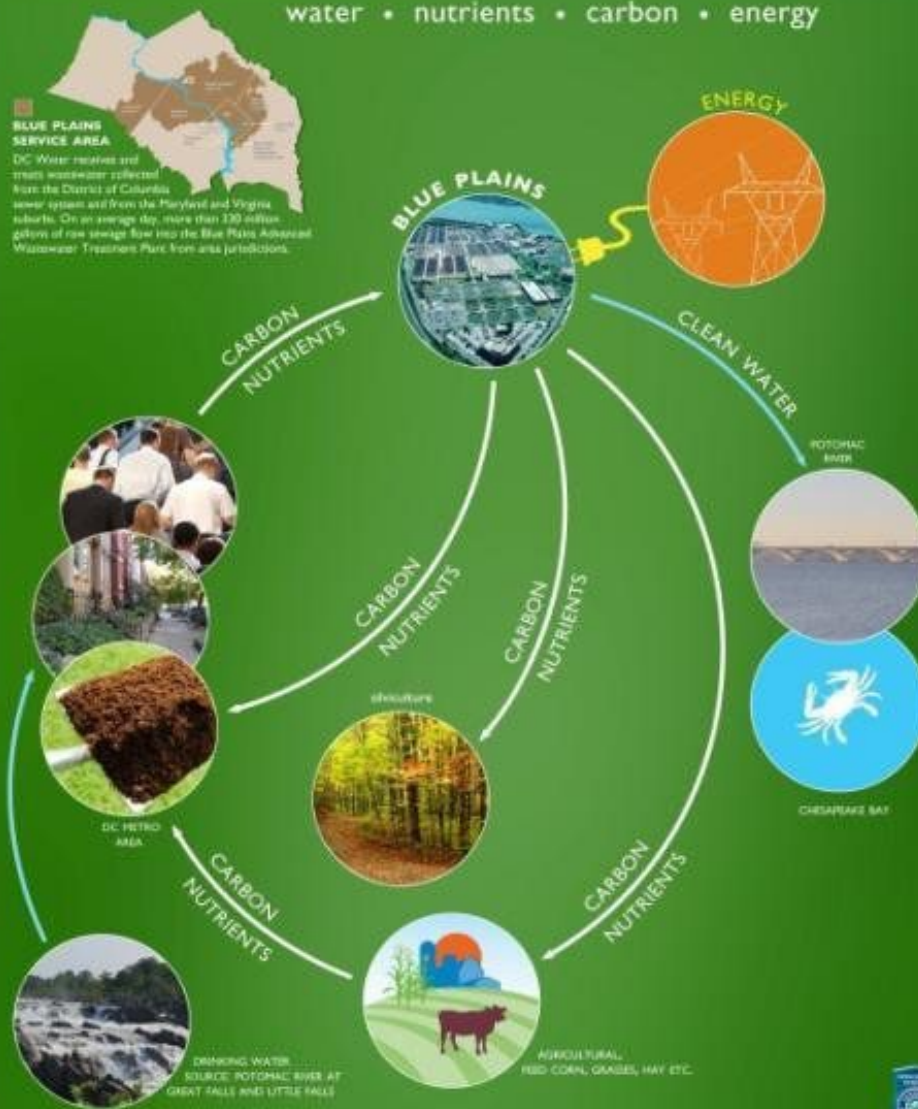 water • nutrients • carbon • energy
BLUE PLAINS
SERVICE AREA
DC Water receives and
treats wastewater collected
from the District of Columbia
sewer system and from the Maryland and Virginia
suburbs. On an average day, more than 330 million
gallons of raw sewage flow into the Blue Plains Advanced
Wastewater Treatment Plant from area jurisdictions.
ENERGY
BLUE PLAINS
CARBON
NUTRIENTS
CLEAN WATER
POTOMAC
RIVER
CARBON
NUTRIENTS
CARBON
NUTRIENTS
silviculture
CHESAPEAKE BAY
DC METRO
AREA
CARBON
NUTRIENTS
CARBON
NUTRIENTS
DRINKING WATER
SOURCE: POTOMAC RIVER AT
GREAT FALLS AND LITTLE FALLS
AGRICULTURAL,
FEED CORN, GRASSES, HAY ETC.